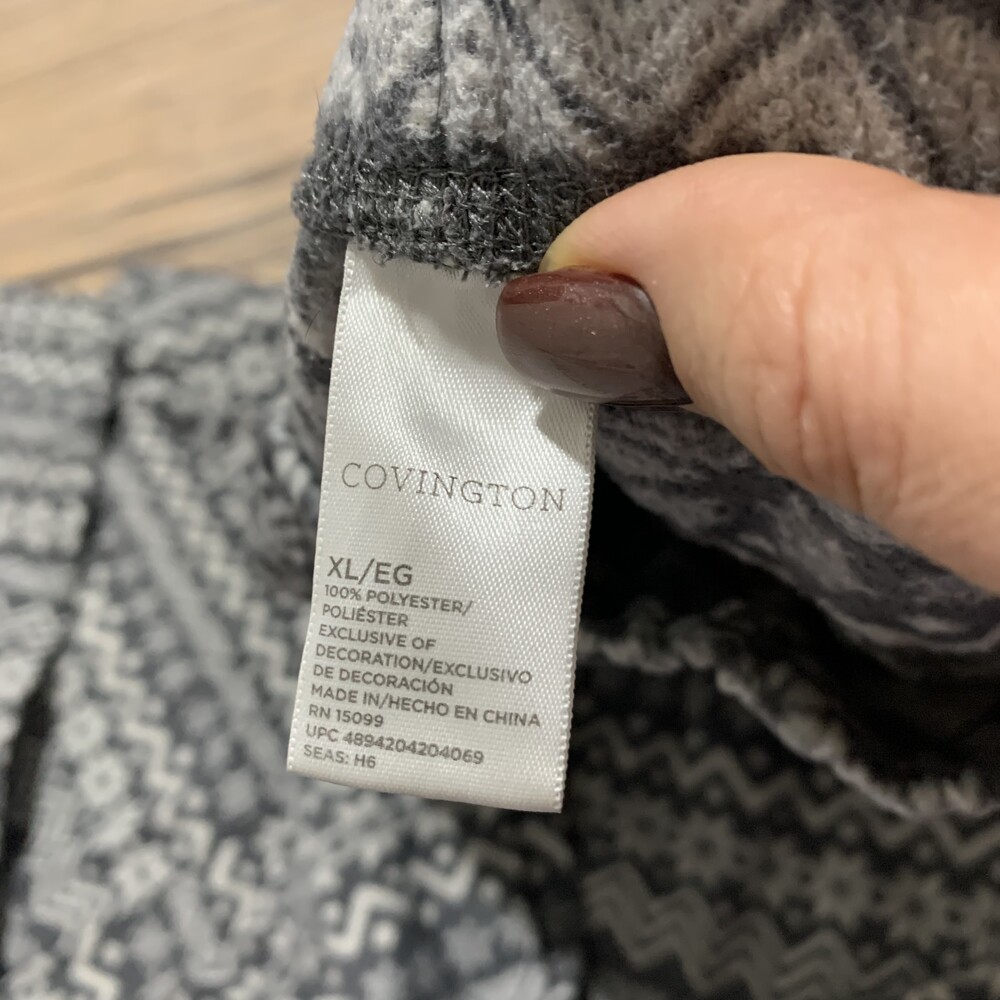 COVINGTON
XL/EG
100% POLYESTER/
POLIÉSTER
EXCLUSIVE OF
DECORATION/EXCLUSIVO
DE DECORACIÓN
MADE IN/HECHO EN CHINA
RN 15099
UPC 4894204204069
SEAS: H6